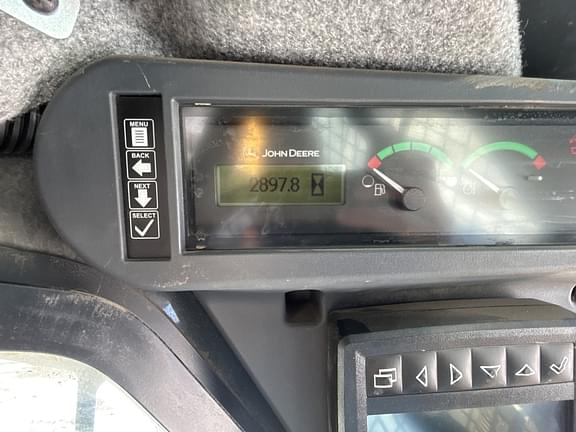 MENU
BACK
NEXT
SELECT
JOHN DEERE
2897.8